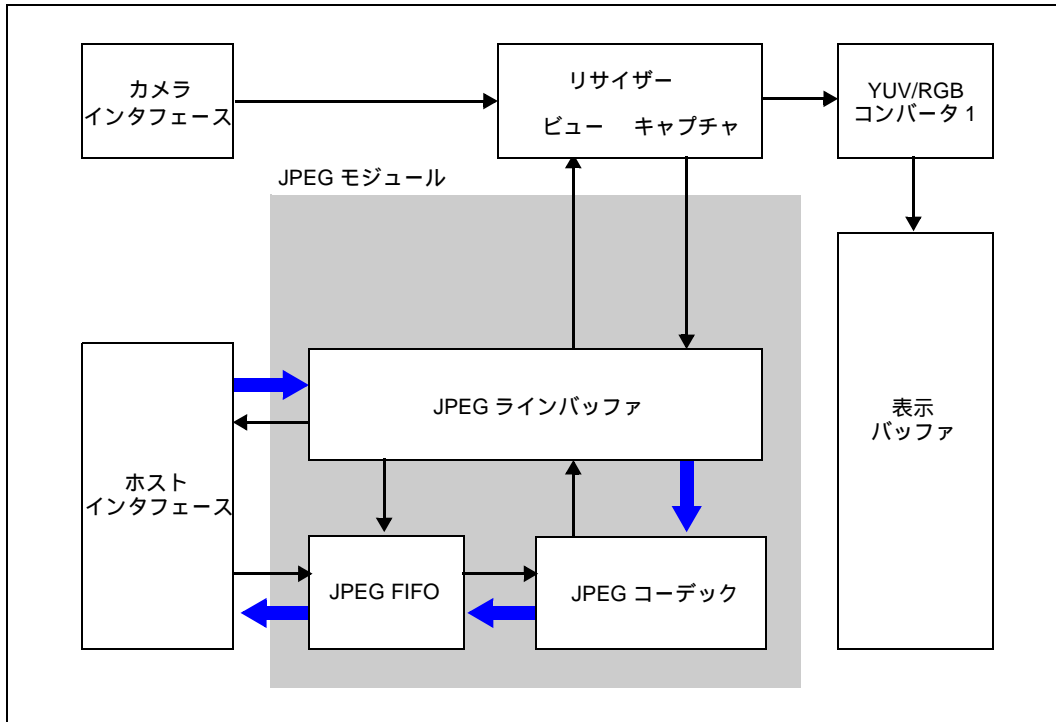 カメラ
インタフェース
リサイザー
ビュー キャプチャ
YUV/RGB
コンバータ 1
JPEG モジュール
ホスト
インタフェース
JPEG ラインバッファ
表示
バッファ
JPEG FIFO
JPEG コーデック